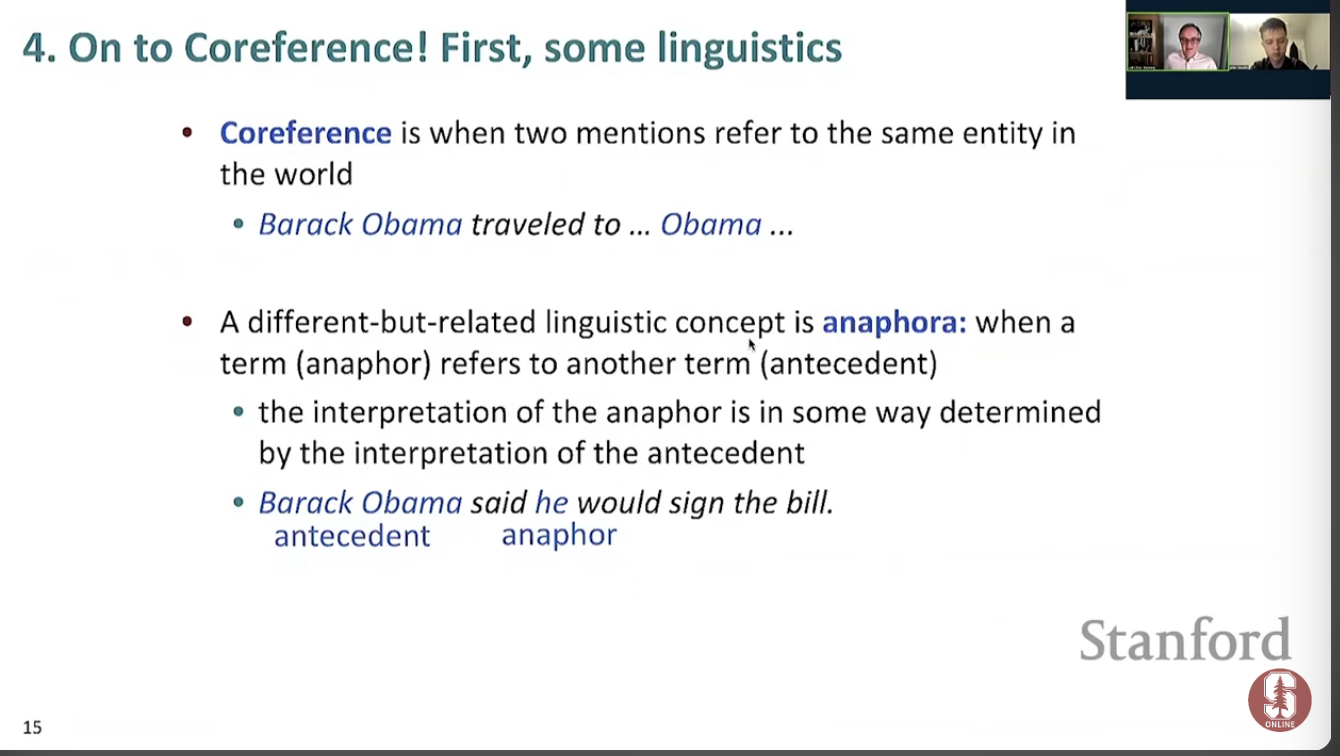 4. On to Coreference! First, some linguistics
• Coreference is when two mentions refer to the same entity in
the world
• Barack Obama traveled to ... Obama ...
• A different-but-related linguistic concept is anaphora: when a
term (anaphor) refers to another term (antecedent)
• the interpretation of the anaphor is in some way determined
by the interpretation of the antecedent
• Barack Obama said he would sign the bill.
antecedent anaphor
Stanford
S
ONLINE
15